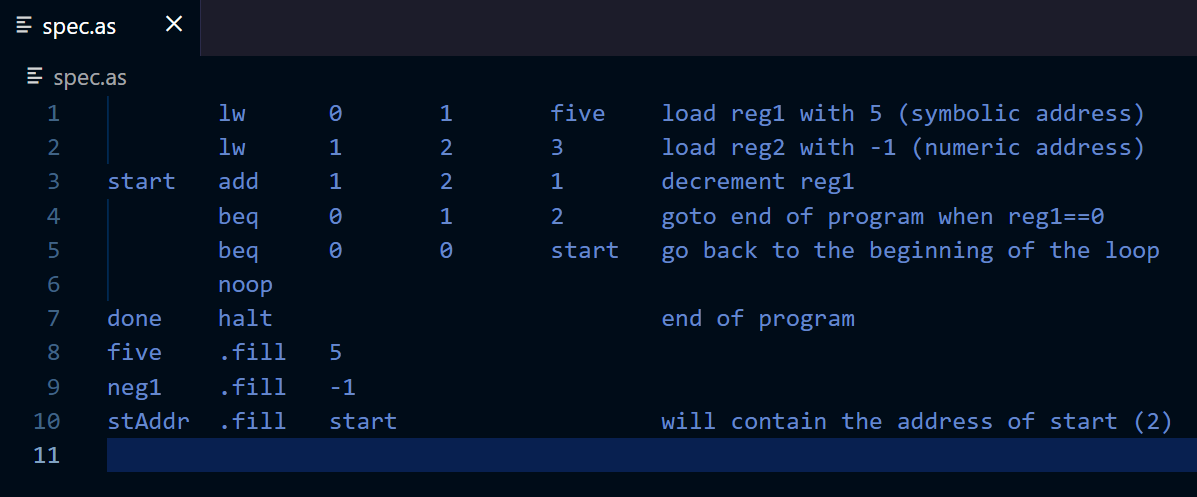 spec.as
spec.as
1 lw 0 1 five load reg1 with 5 (symbolic address)
2 lw 1 2 3 load reg2 with -1 (numeric address)
3 start add 1 2 1 decrement reg1
4 beq 0 1 2 goto end of program when reg1==0
5 beq 0 0 start go back to the beginning of the loop
6 noop
7 done halt end of program
8 five .fill 5
9 neg1 .fill -1
10 stAddr .fill start will contain the address of start (2)
11